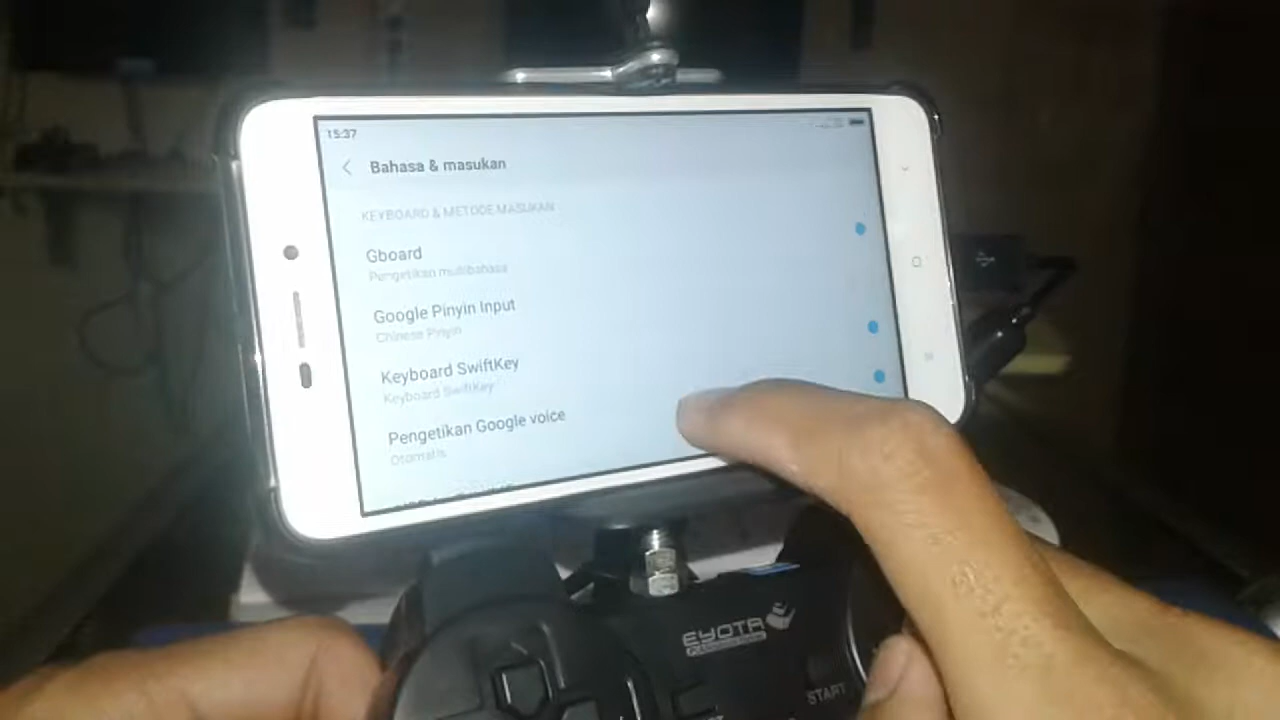 15:37
Bahasa & masukan
KEYBOARD & METODE MASUKAN
Gboard
Pengetikan multibahasa
Google Pinyin Input
Chinese Pinyin
Keyboard SwiftKey
Keyboard SwiftKey
Pengetikan Google voice
Otomatis
EYOTA
START